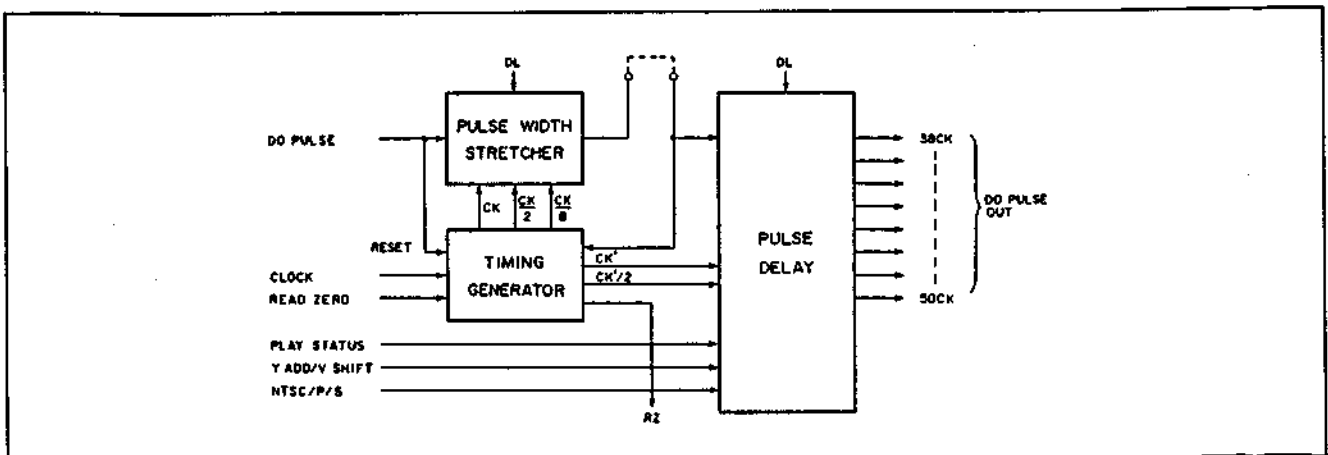 DL
DL
DO PULSE
PULSE WIDTH
STRETCHER
38CK
DO PULSE
OUT
CK
CK/2
CK/8
RESET
TIMING
GENERATOR
CK'
CK'/2
PULSE
DELAY
CLOCK
READ ZERO
50CK
PLAY STATUS
Y ADD/V SHIFT
NTSC/P/S
RZ